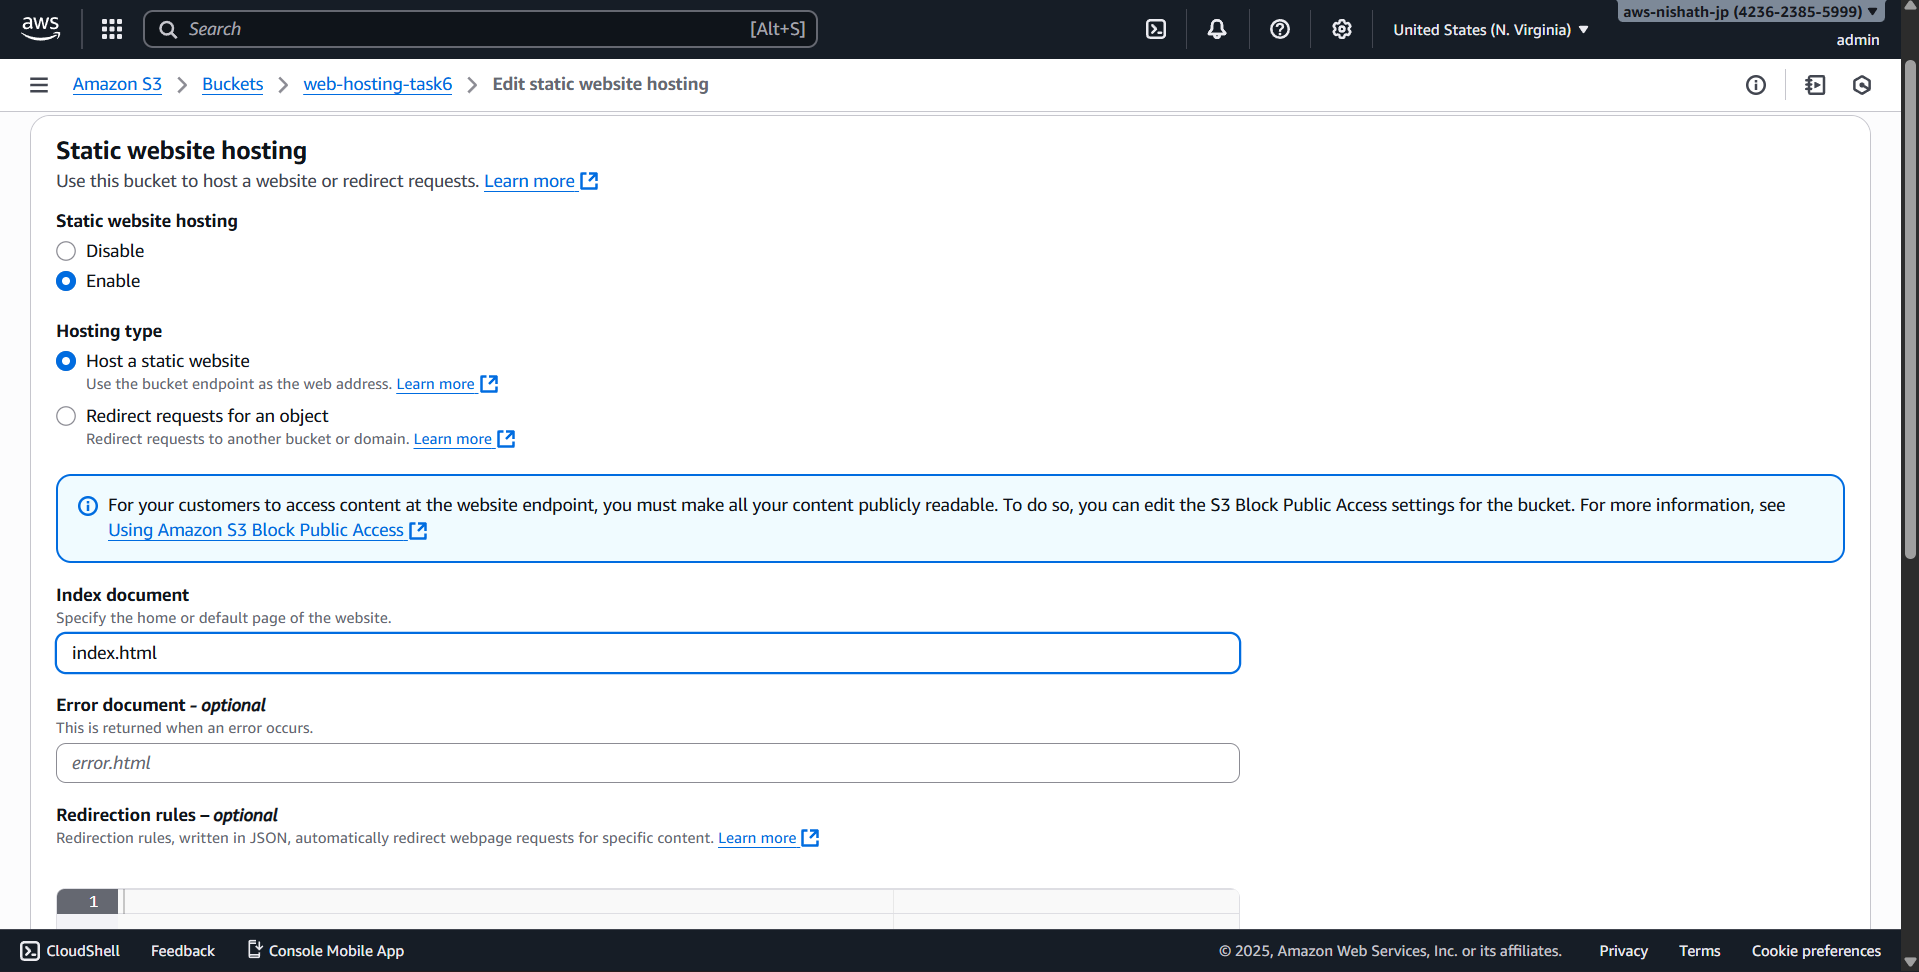 aws
Search
[Alt+S]
United States (N. Virginia)
aws-nishath-jp (4236-2385-5999)
admin
Amazon S3
Buckets
web-hosting-task6
Edit static website hosting
Static website hosting
Use this bucket to host a website or redirect requests. Learn more
Static website hosting
Disable
Enable
Hosting type
Host a static website
Use the bucket endpoint as the web address. Learn more
Redirect requests for an object
Redirect requests to another bucket or domain. Learn more
For your customers to access content at the website endpoint, you must make all your content publicly readable. To do so, you can edit the S3 Block Public Access settings for the bucket. For more information, see
Using Amazon S3 Block Public Access
Index document
Specify the home or default page of the website.
index.html
Error document - optional
This is returned when an error occurs.
error.html
Redirection rules – optional
Redirection rules, written in JSON, automatically redirect webpage requests for specific content. Learn more
1
CloudShell
Feedback
Console Mobile App
© 2025, Amazon Web Services, Inc. or its affiliates.
Privacy
Terms
Cookie preferences